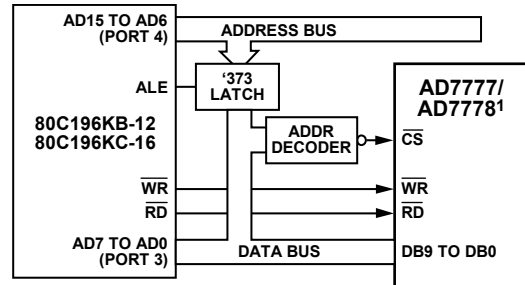 AD15 TO AD6
(PORT 4)
ADDRESS BUS
ALE
'373
LATCH
AD7777/
AD7778¹
80C196KB-12
80C196KC-16
ADDR
DECODER
CS
WR
WR
RD
RD
AD7 TO AD0
(PORT 3)
DATA BUS
DB9 TO DB0